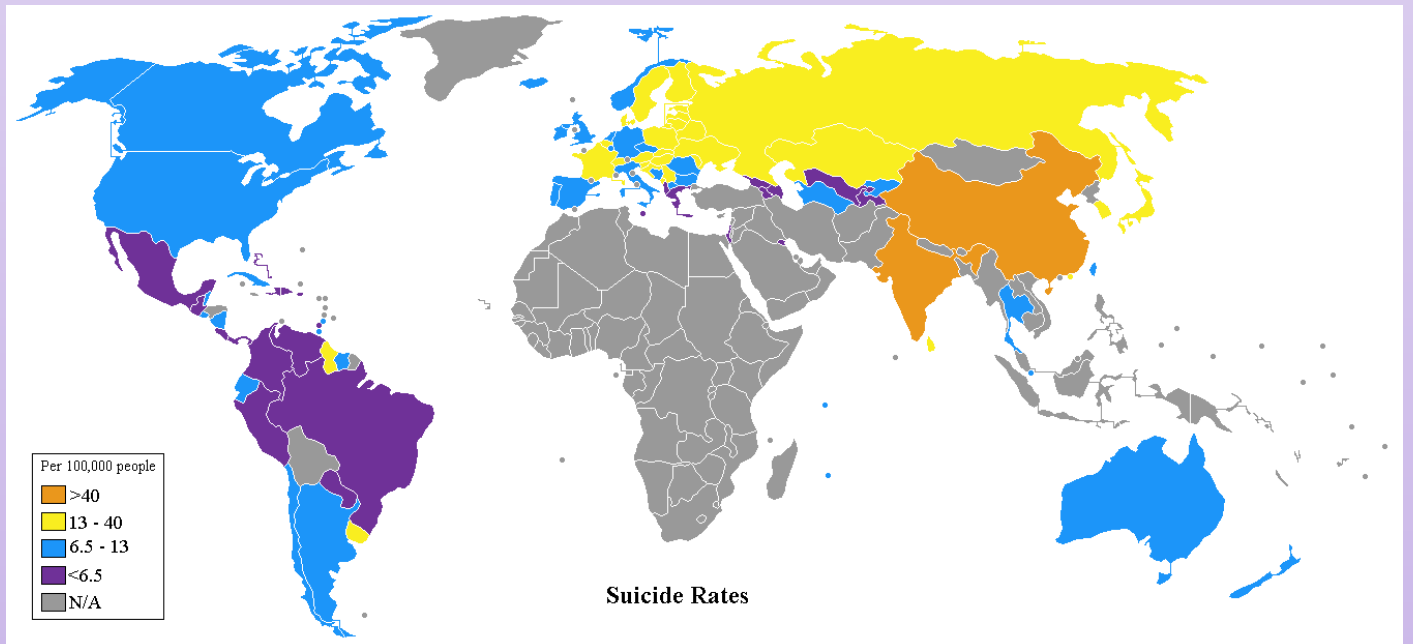 Per 100,000 people
>40
13 - 40
6.5 - 13
<6.5
N/A
Suicide Rates